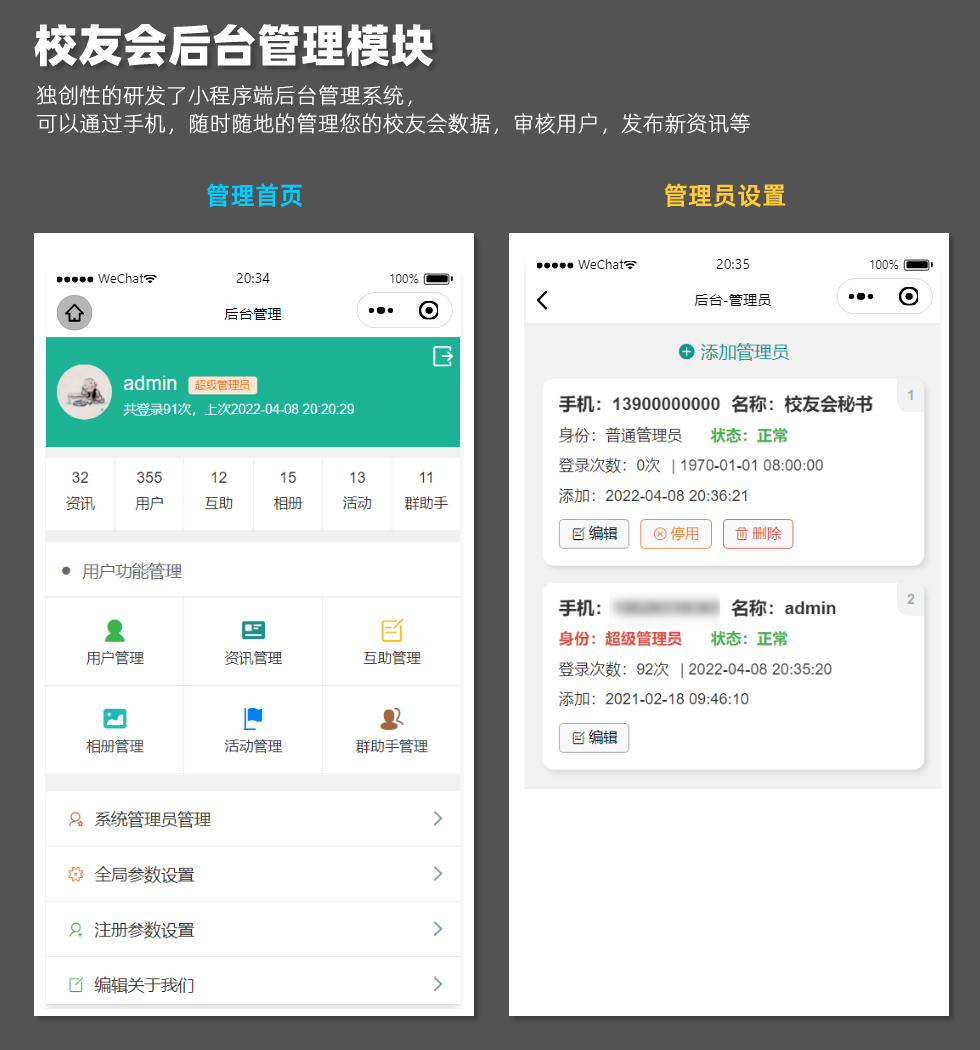 校友会后台管理模块
独创性的研发了小程序端后台管理系统，
可以通过手机，随时随地的管理您的校友会数据，审核用户，发布新资讯等
管理首页
WeChat 20:34 100%
后台管理
admin 超级管理员
共登录91次，上次2022-04-08 20:20:29
32 355 12 15 13 11
资讯 用户 互助 相册 活动 群助手
用户功能管理
用户管理 资讯管理 互助管理
相册管理 活动管理 群助手管理
系统管理员管理
全局参数设置
注册参数设置
编辑关于我们
管理员设置
WeChat 20:35 100%
后台-管理员
添加管理员
1
手机：13900000000 名称：校友会秘书
身份：普通管理员 状态：正常
登录次数：0次 | 1970-01-01 08:00:00
添加：2022-04-08 20:36:21
编辑 停用 删除
2
手机： 名称：admin
身份：超级管理员 状态：正常
登录次数：92次 | 2022-04-08 20:35:20
添加：2021-02-18 09:46:10
编辑